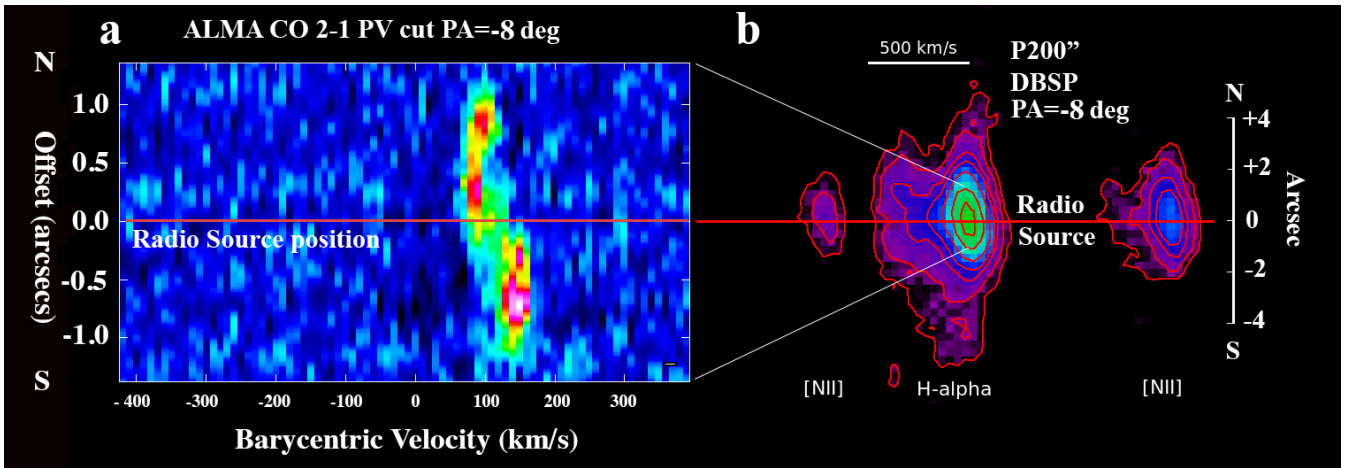 a
ALMA CO 2-1 PV cut PA=-8 deg
N
Offset (arcsecs)
S
1.0
0.5
0.0
-0.5
-1.0
Radio Source position
- 400
-300
-200
-100
0
100
200
300
Barycentric Velocity (km/s)
b
500 km/s
P200”
DBSP
PA=-8 deg
Radio
Source
N
+4
+2
0
-2
-4
S
Arcsec
[NII]
H-alpha
[NII]